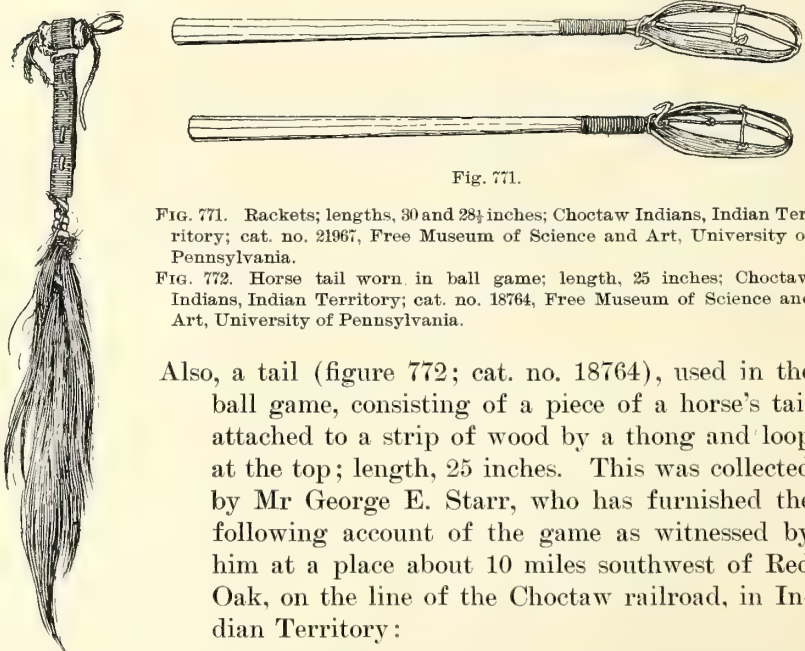 Fig. 771.
FIG. 771. Rackets; lengths, 30 and 28½ inches; Choctaw Indians, Indian Ter
ritory; cat. no. 21967, Free Museum of Science and Art, University o
Pennsylvania.
FIG. 772. Horse tail worn in ball game; length, 25 inches; Choctaw
Indians, Indian Territory; cat. no. 18764, Free Museum of Science and
Art, University of Pennsylvania.
Also, a tail (figure 772; cat. no. 18764), used in the
ball game, consisting of a piece of a horse's tai
attached to a strip of wood by a thong and loop
at the top; length, 25 inches. This was collected
by Mr George E. Starr, who has furnished the
following account of the game as witnessed by
him at a place about 10 miles southwest of Red
Oak, on the line of the Choctaw railroad, in In
dian Territory: